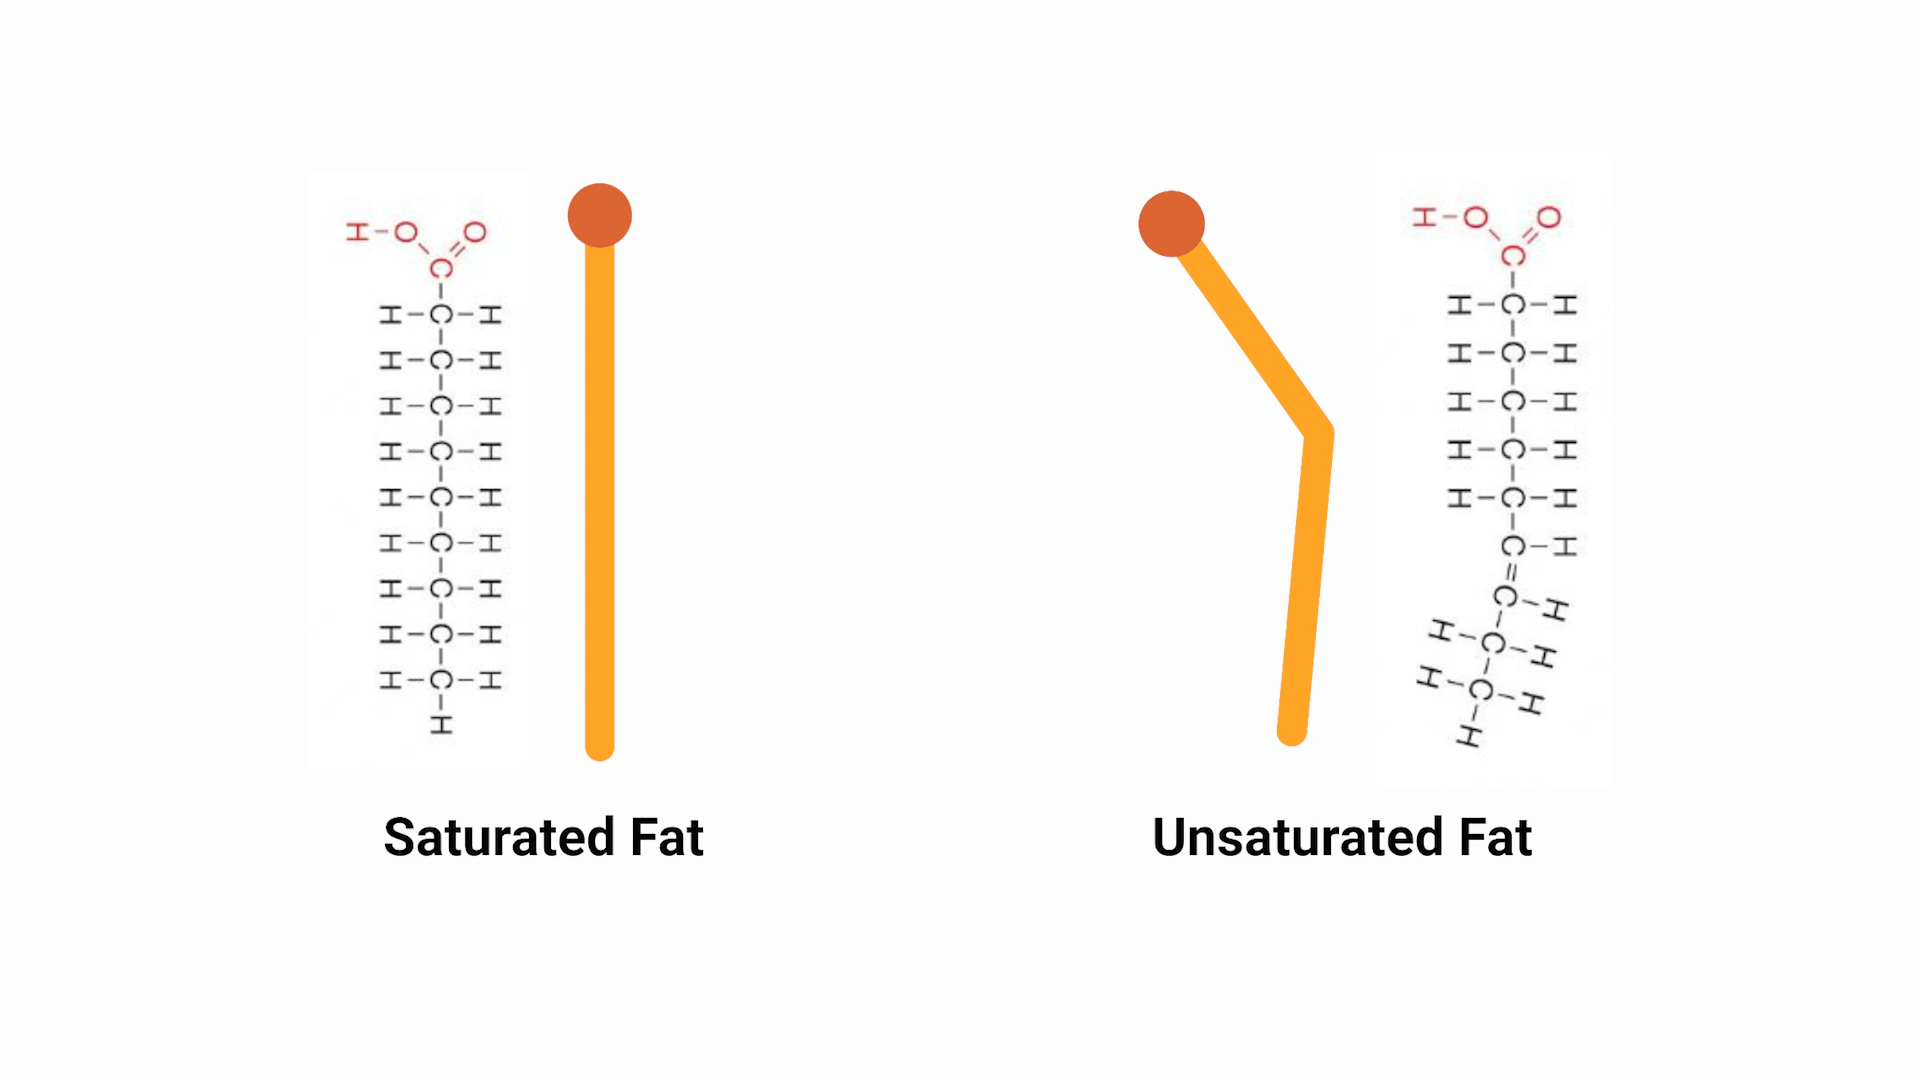 H-O O
C
H-C-H
H-C-H
H-C-H
H-C-H
H-C-H
H-C-H
H-C-H
H-C-H
H-C-H
H
Saturated Fat
H-O O
C
H-C-H
H-C-H
H-C-H
H-C-H
H-C-H
C-H
C-H
H-C-H
H-C-H
H
Unsaturated Fat